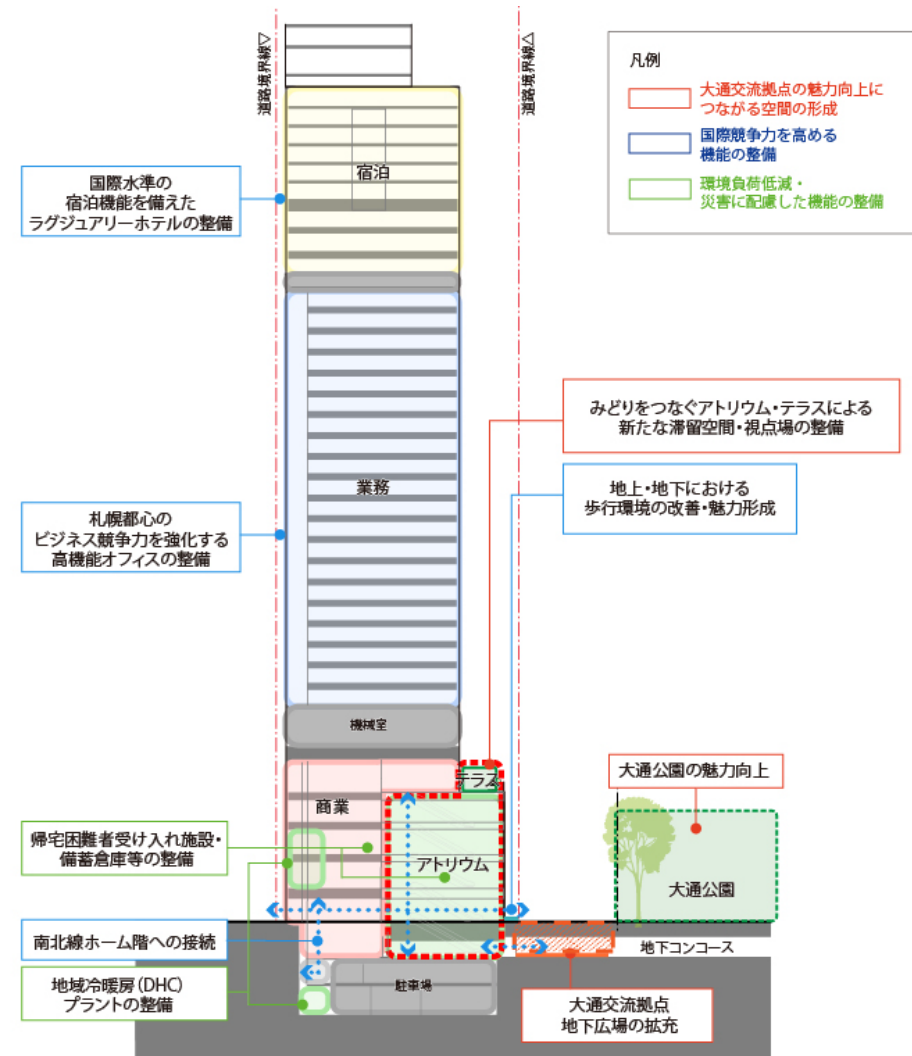 道路境界線▽
道路境界線△
凡例
大通交流拠点の魅力向上に
つながる空間の形成
国際競争力を高める
機能の整備
環境負荷低減・
災害に配慮した機能の整備
宿泊
国際水準の
宿泊機能を備えた
ラグジュアリーホテルの整備
みどりをつなぐアトリウム・テラスによる
新たな滞留空間・視点場の整備
業務
地上・地下における
歩行環境の改善・魅力形成
札幌都心の
ビジネス競争力を強化する
高機能オフィスの整備
機械室
テラス
大通公園の魅力向上
商業
帰宅困難者受け入れ施設・
備蓄倉庫等の整備
アトリウム
大通公園
南北線ホーム階への接続
地下コンコース
地域冷暖房(DHC)
プラントの整備
駐車場
大通交流拠点
地下広場の拡充